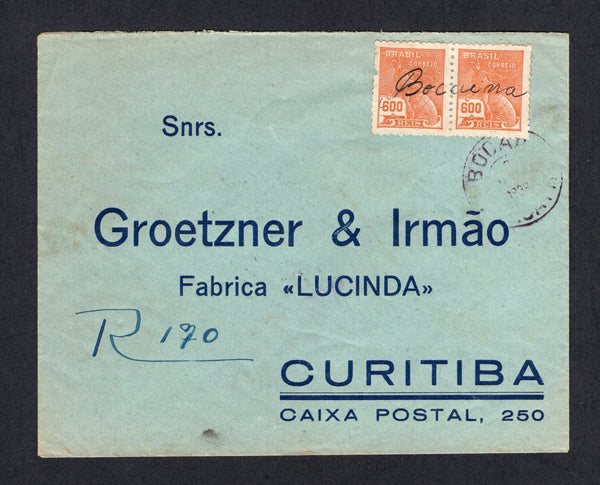 BRASIL BRASIL
CORREIO CORREIO
Bocaina
600 600
REIS REIS
Snrs.
BOCA
Groetzner & Irmão
Fabrica «LUCINDA»
R 170
CURITIBA
CAIXA POSTAL, 250